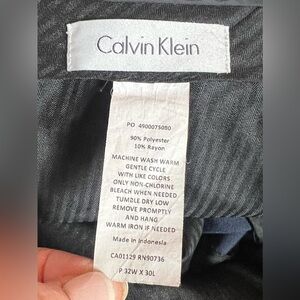 Calvin Klein
PO 4900075080
90% Polyester
10% Rayon
MACHINE WASH WARM
GENTLE CYCLE
WITH LIKE COLORS
ONLY NON-CHLORINE
BLEACH WHEN NEEDED
TUMBLE DRY LOW
REMOVE PROMPTLY
AND HANG
WARM IRON IF NEEDED
Made in Indonesia
CA01129 RN90736
P 32W X 30L